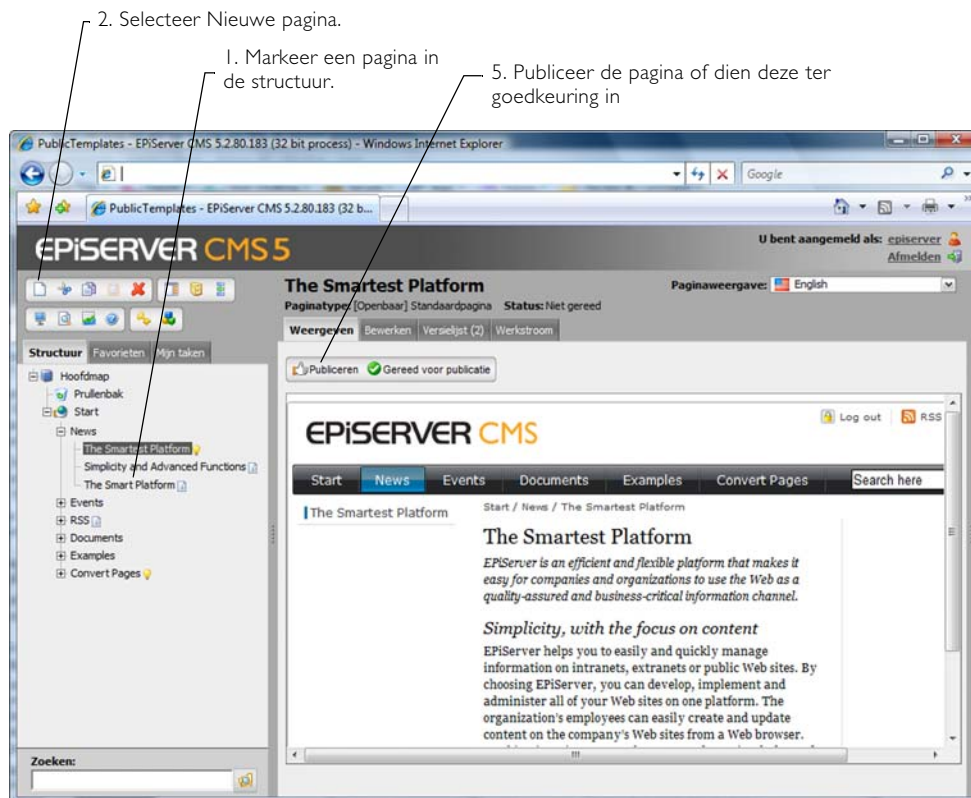 2. Selecteer Nieuwe pagina.
1. Markeer een pagina in
de structuur.
5. Publiceer de pagina of dien deze ter
goedkeuring in
PublicTemplates - EPiServer CMS 5.2.80.183 (32 bit process) - Windows Internet Explorer
Google
PublicTemplates - EPiServer CMS 5.2.80.183 (32 b...
EPiSERVER CMS 5
U bent aangemeld als: episerver
Afmelden
The Smartest Platform
Paginaweergave: English
Paginatype: [Openbaar] Standaardpagina Status: Niet gereed
Weergeven Bewerken Versielijst (2) Werkstroom
Structuur Favorieten Mijn taken
Publiceren Gereed voor publicatie
Hoofdmap
Prullenbak
Start
News
The Smartest Platform
Simplicity and Advanced Functions
The Smart Platform
Events
RSS
Documents
Examples
Convert Pages
Zoeken:
Log out RSS
EPiSERVER CMS
Start News Events Documents Examples Convert Pages Search here
The Smartest Platform
Start / News / The Smartest Platform
The Smartest Platform
EPiServer is an efficient and flexible platform that makes it
easy for companies and organizations to use the Web as a
quality-assured and business-critical information channel.
Simplicity, with the focus on content
EPiServer helps you to easily and quickly manage
information on intranets, extranets or public Web sites. By
choosing EPiServer, you can develop, implement and
administer all of your Web sites on one platform. The
organization's employees can easily create and update
content on the company's Web sites from a Web browser.